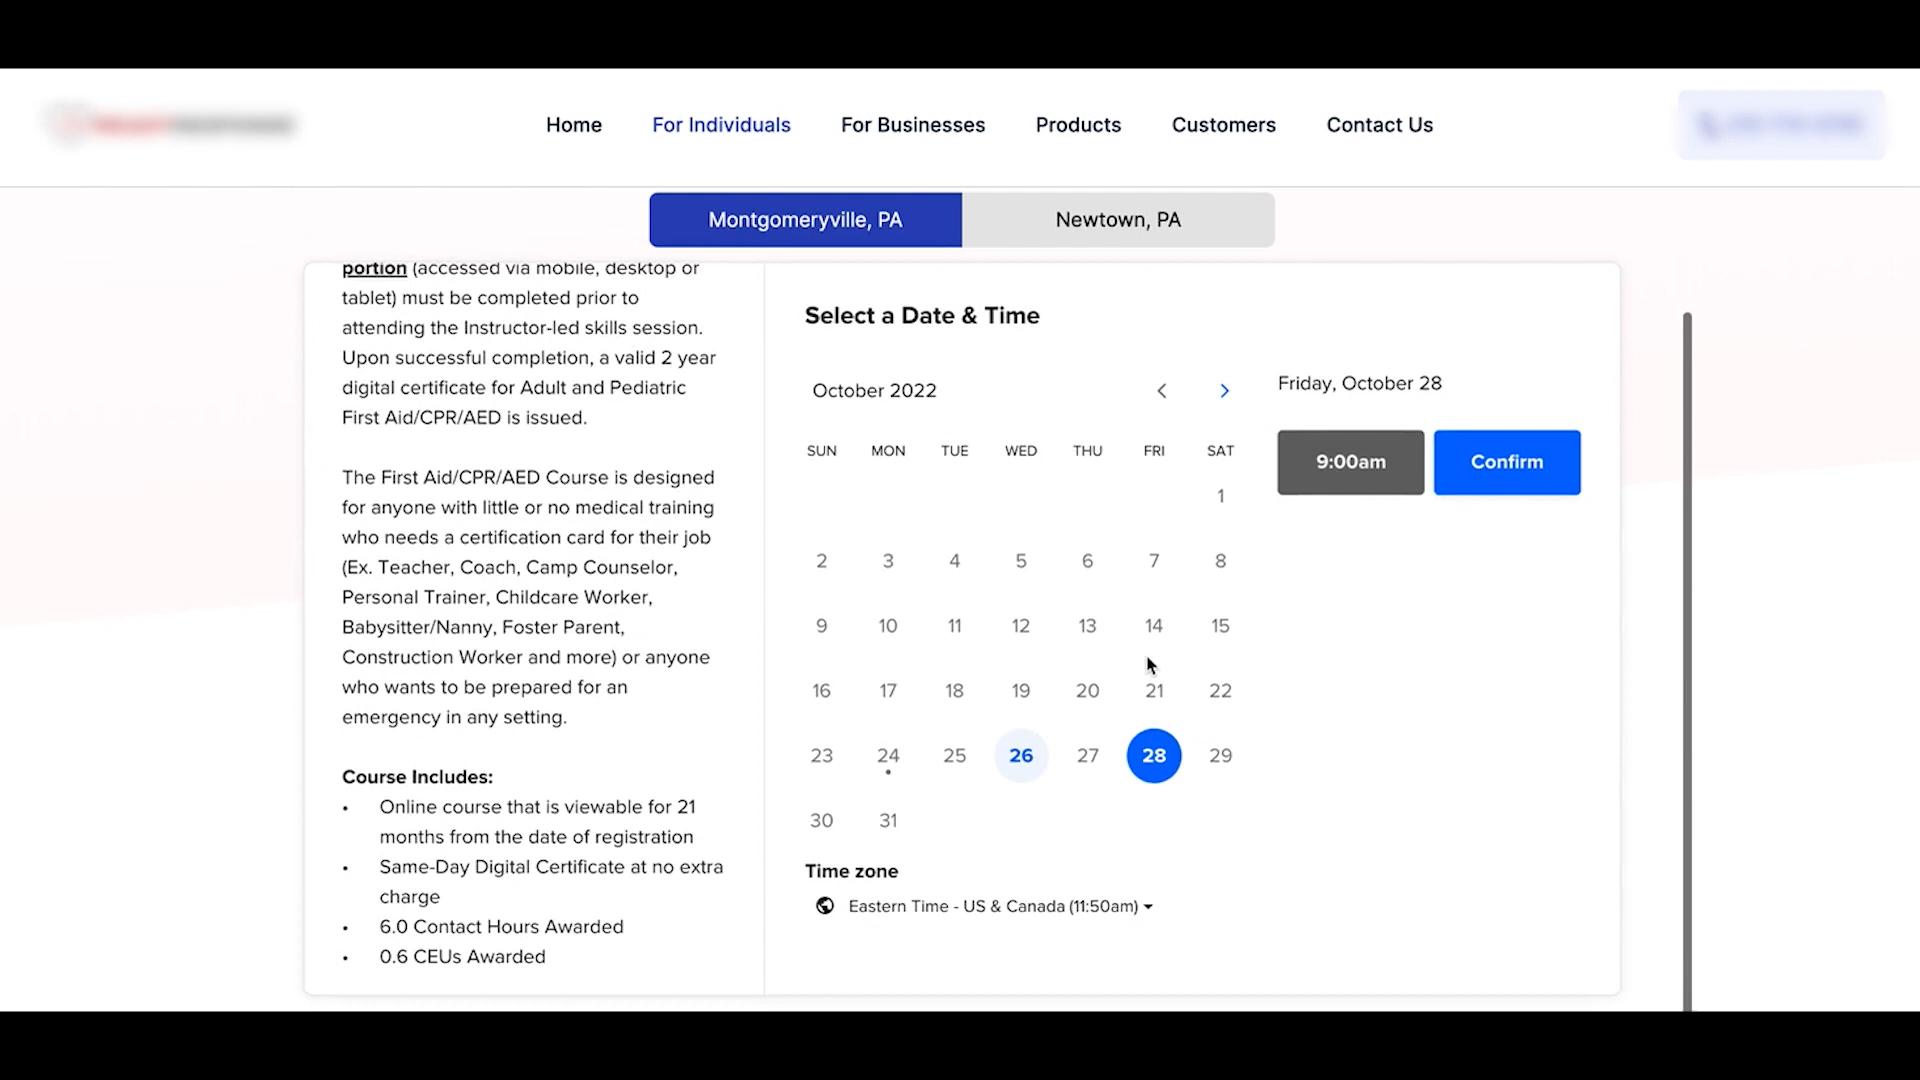 Home
For Individuals
For Businesses
Products
Customers
Contact Us
Montgomeryville, PA
Newtown, PA
portion (accessed via mobile, desktop or
tablet) must be completed prior to
attending the Instructor-led skills session.
Upon successful completion, a valid 2 year
digital certificate for Adult and Pediatric
First Aid/CPR/AED is issued.
The First Aid/CPR/AED Course is designed
for anyone with little or no medical training
who needs a certification card for their job
(Ex. Teacher, Coach, Camp Counselor,
Personal Trainer, Childcare Worker,
Babysitter/Nanny, Foster Parent,
Construction Worker and more) or anyone
who wants to be prepared for an
emergency in any setting.
Course Includes:
• Online course that is viewable for 21
months from the date of registration
• Same-Day Digital Certificate at no extra
charge
• 6.0 Contact Hours Awarded
• 0.6 CEUs Awarded
Select a Date & Time
October 2022
SUN MON TUE WED THU FRI SAT
1
2 3 4 5 6 7 8
9 10 11 12 13 14 15
16 17 18 19 20 21 22
23 24 25 26 27 28 29
30 31
Time zone
Eastern Time - US & Canada (11:50am)
Friday, October 28
9:00am
Confirm